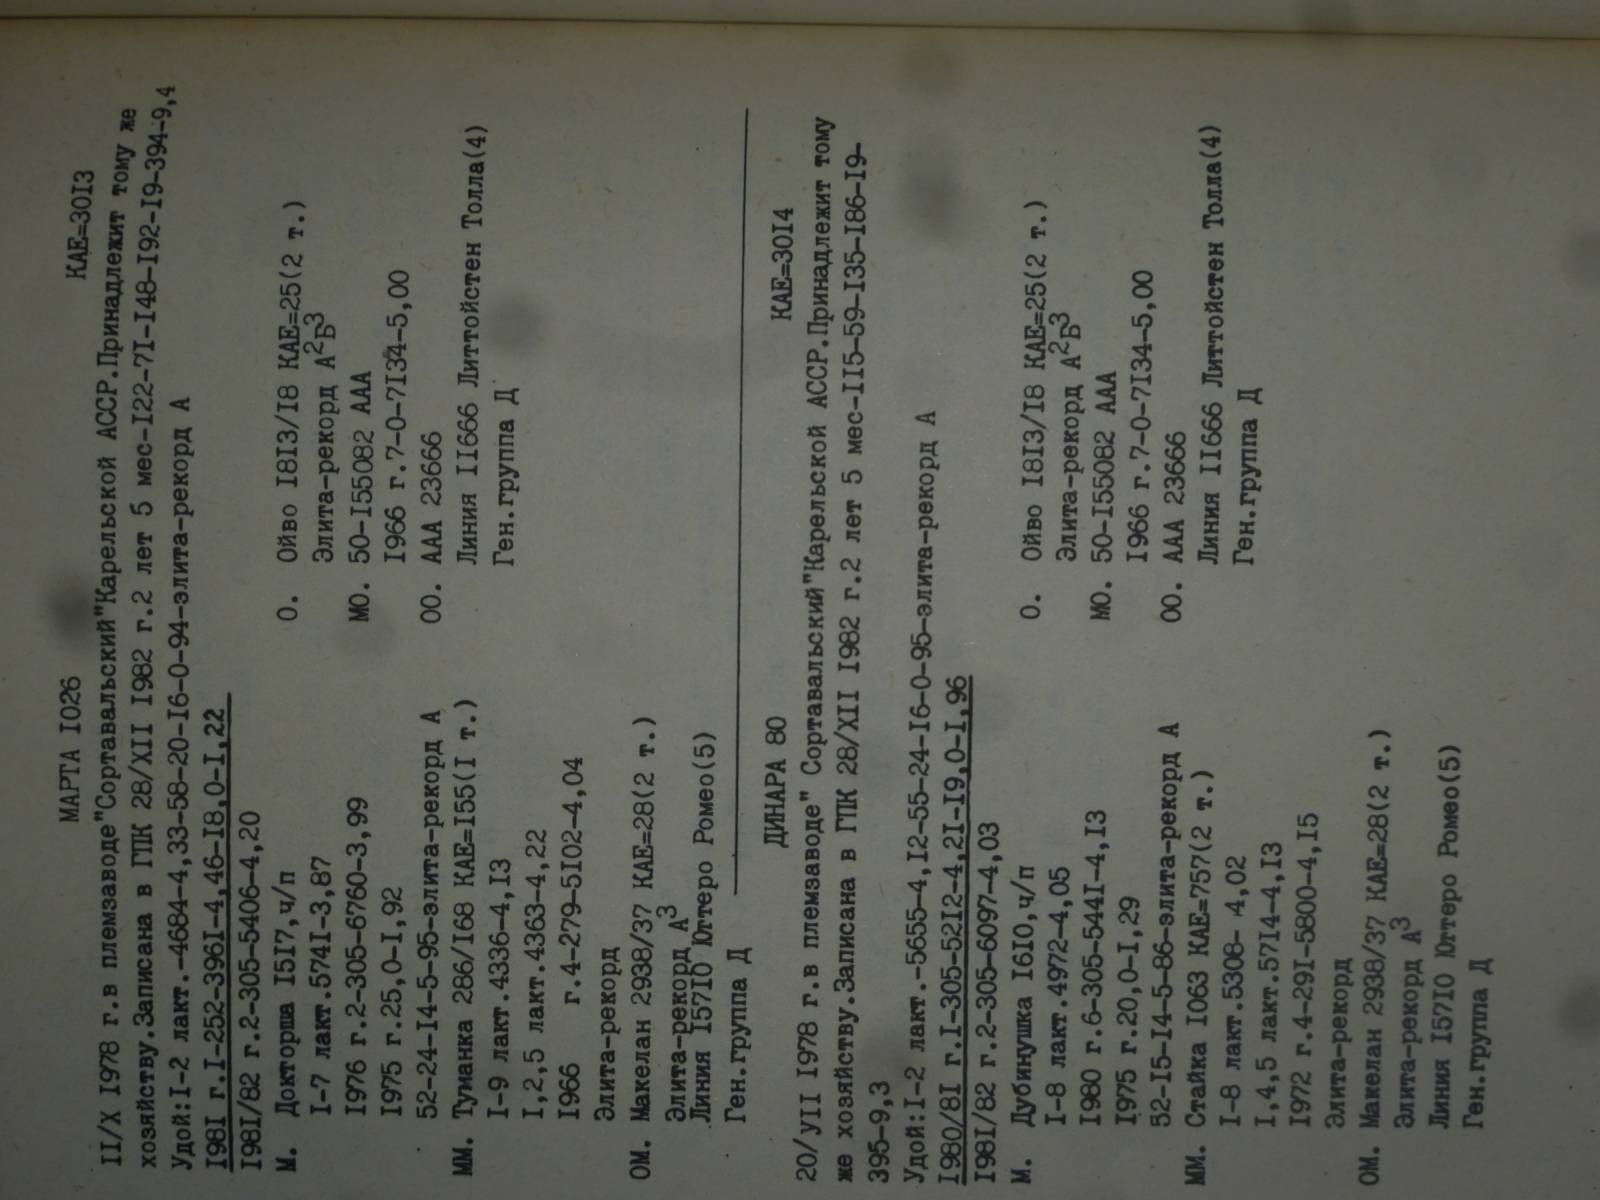 МАРТА I026 КАЕ=30I3
II/X I978 г.в племзаводе"Сортавальский"Карельской АССР.Принадлежит тому же
хозяйству.Записана в ГПК 28/XII I982 г.2 лет 5 мес-I22-7I-I48-I92-I9-394-9,4
Удой:I-2 лакт.-4684-4,33-58-20-I6-0-94-элита-рекорд А
I98I г.I-252-396I-4,46-I8,0-I,22
I98I/82 г.2-305-5406-4,20
М. Докторша I5I7,ч/п
I-7 лакт.574I-3,87
I976 г.2-305-6760-3,99
I975 г.25,0-I,92
52-24-I4-5-95-элита-рекорд А
ММ. Туманка 286/I68 КАЕ=I55(I т.)
I-9 лакт.4336-4,I3
I,2,5 лакт.4363-4,22
I966 г.4-279-5I02-4,04
Элита-рекорд
ОМ. Макелан 2938/37 КАЕ=28(2 т.)
Элита-рекорд А³
Линия I57I0 Юттеро Ромео(5)
Ген.группа Д
О. Ойво I8I3/I8 КАЕ=25(2 т.)
Элита-рекорд А²Б³
МО. 50-I55082 ААА
I966 г.7-0-7I34-5,00
ОО. ААА 23666
Линия II666 Литтойстен Толла(4)
Ген.группа Д
ДИНАРА 80 КАЕ=30I4
20/УII I978 г.в племзаводе" Сортавальский"Карельской АССР.Принадлежит тому
же хозяйству.Записана в ГПК 28/XII I982 г.2 лет 5 мес-II5-59-I35-I86-I9-
395-9,3
Удой:I-2 лакт.-5655-4,I2-55-24-I6-0-95-элита-рекорд А
I980/8I г.I-305-52I2-4,2I-I9,0-I,96
I98I/82 г.2-305-6097-4,03
М. Дубинушка I6I0,ч/п
I-8 лакт.4972-4,05
I980 г.6-305-544I-4,I3
I975 г.20,0-I,29
52-I5-I4-5-86-элита-рекорд А
ММ. Стайка I063 КАЕ=757(2 т.)
I-8 лакт.5308- 4,02
I,4,5 лакт.57I4-4,I3
I972 г.4-29I-5800-4,I5
Элита-рекорд
ОМ. Макелан 2938/37 КАЕ=28(2 т.)
Элита-рекорд А³
Линия I57I0 Юттеро Ромео(5)
Ген.группа Д
О. Ойво I8I3/I8 КАЕ=25(2 т.)
Элита-рекорд А²Б³
МО. 50-I55082 ААА
I966 г.7-0-7I34-5,00
ОО. ААА 23666
Линия II666 Литтойстен Толла(4)
Ген.группа Д